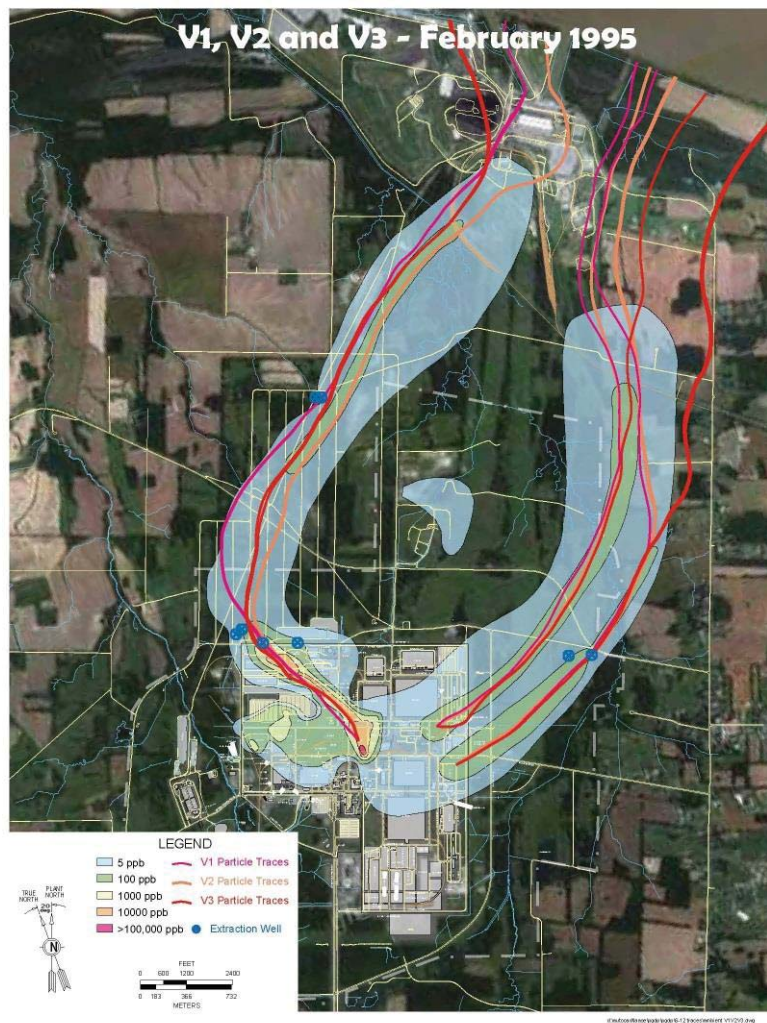 V1, V2 and V3 - February 1995
LEGEND
5 ppb
100 ppb
1000 ppb
10000 ppb
>100,000 ppb
V1 Particle Traces
V2 Particle Traces
V3 Particle Traces
Extraction Well
TRUE NORTH
PLANT NORTH
N
FEET
0 600 1200 2400
0 183 366 732
METERS